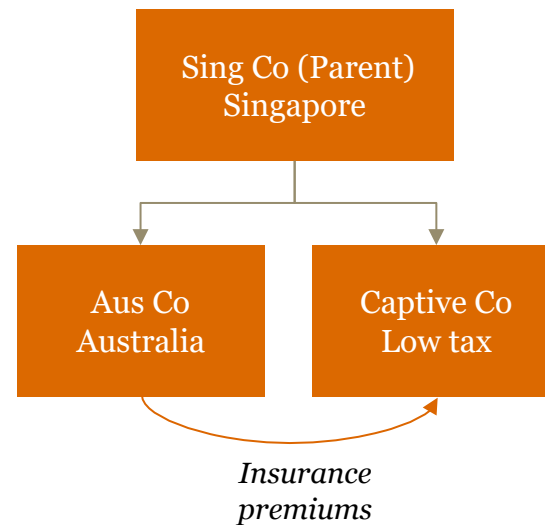 Sing Co (Parent)
Singapore
Aus Co
Australia
Captive Co
Low tax
Insurance
premiums